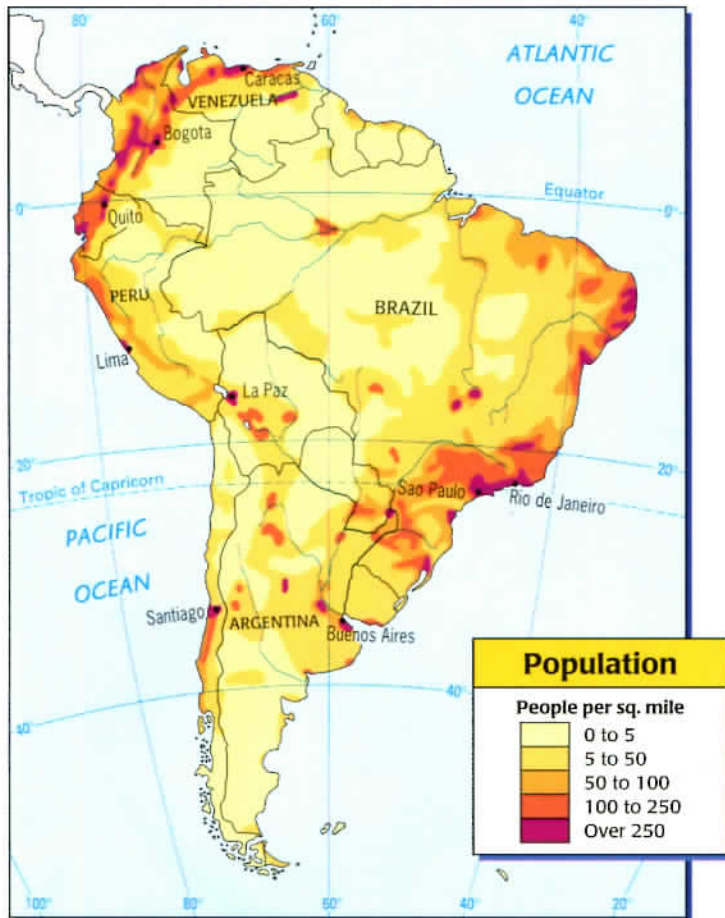 80°
60°
40°
ATLANTIC
OCEAN
Caracas
VENEZUELA
Bogota
Equator
0°
Quito
0°
PERU
BRAZIL
Lima
La Paz
20°
20°
Tropic of Capricorn
Sao Paulo
Rio de Janeiro
PACIFIC
OCEAN
Santiago
ARGENTINA
Buenos Aires
40°
40°
Population
People per sq. mile
0 to 5
5 to 50
50 to 100
100 to 250
Over 250
100°
80°
60°
40°
20°